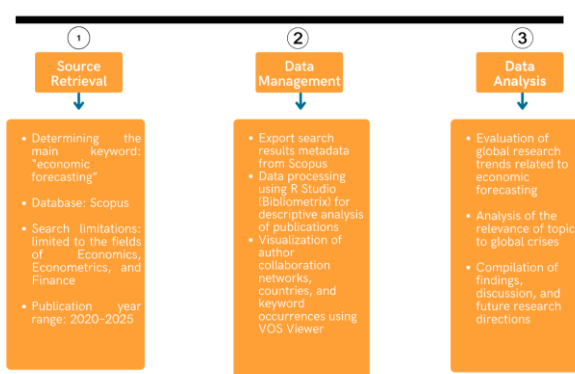 1
Source
Retrieval
• Determining the
main keyword:
"economic
forecasting"
• Database: Scopus
• Search limitations:
limited to the fields
of Economics,
Econometrics, and
Finance
• Publication year
range: 2020–2025
2
Data
Management
• Export search
results metadata
from Scopus
• Data processing
using R Studio
(Bibliometrix) for
descriptive analysis
of publications
• Visualization of
author
collaboration
networks,
countries, and
keyword
occurrences using
VOS Viewer
3
Data
Analysis
• Evaluation of
global research
trends related to
economic
forecasting
• Analysis of the
relevance of topic
to global crises
• Compilation of
findings,
discussion, and
future research
directions